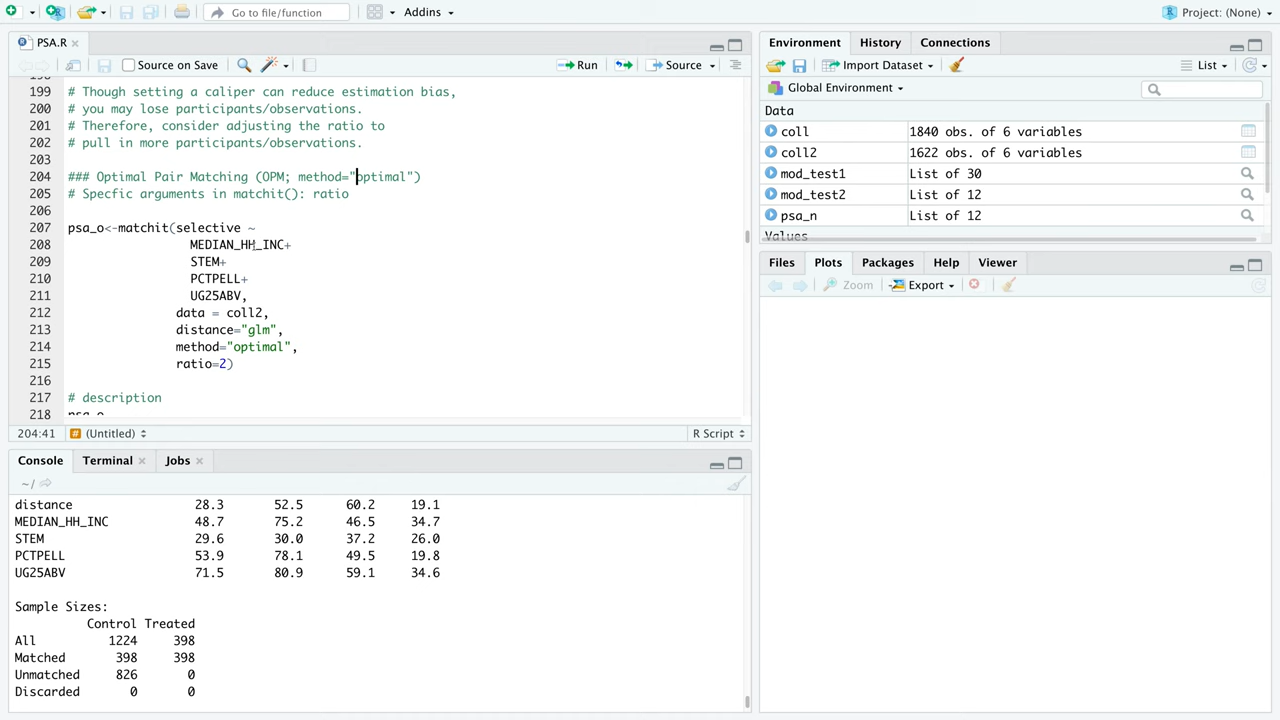 Go to file/function
Addins
Project: (None)
PSA.R
Source on Save
Run
Source
199 # Though setting a caliper can reduce estimation bias,
200 # you may lose participants/observations.
201 # Therefore, consider adjusting the ratio to
202 # pull in more participants/observations.
203
204 ### Optimal Pair Matching (OPM; method="optimal")
205 # Specfic arguments in matchit(): ratio
206
207 psa_o<-matchit(selective ~
208 MEDIAN_HH_INC+
209 STEM+
210 PCTPELL+
211 UG25ABV,
212 data = coll2,
213 distance="glm",
214 method="optimal",
215 ratio=2)
216
217 # description
218 psa_o
204:41 # (Untitled) R Script
Console Terminal Jobs
~/
distance 28.3 52.5 60.2 19.1
MEDIAN_HH_INC 48.7 75.2 46.5 34.7
STEM 29.6 30.0 37.2 26.0
PCTPELL 53.9 78.1 49.5 19.8
UG25ABV 71.5 80.9 59.1 34.6
Sample Sizes:
Control Treated
All 1224 398
Matched 398 398
Unmatched 826 0
Discarded 0 0
Environment History Connections
Import Dataset List
Global Environment
Data
coll 1840 obs. of 6 variables
coll2 1622 obs. of 6 variables
mod_test1 List of 30
mod_test2 List of 12
psa_n List of 12
Values
Files Plots Packages Help Viewer
Zoom Export